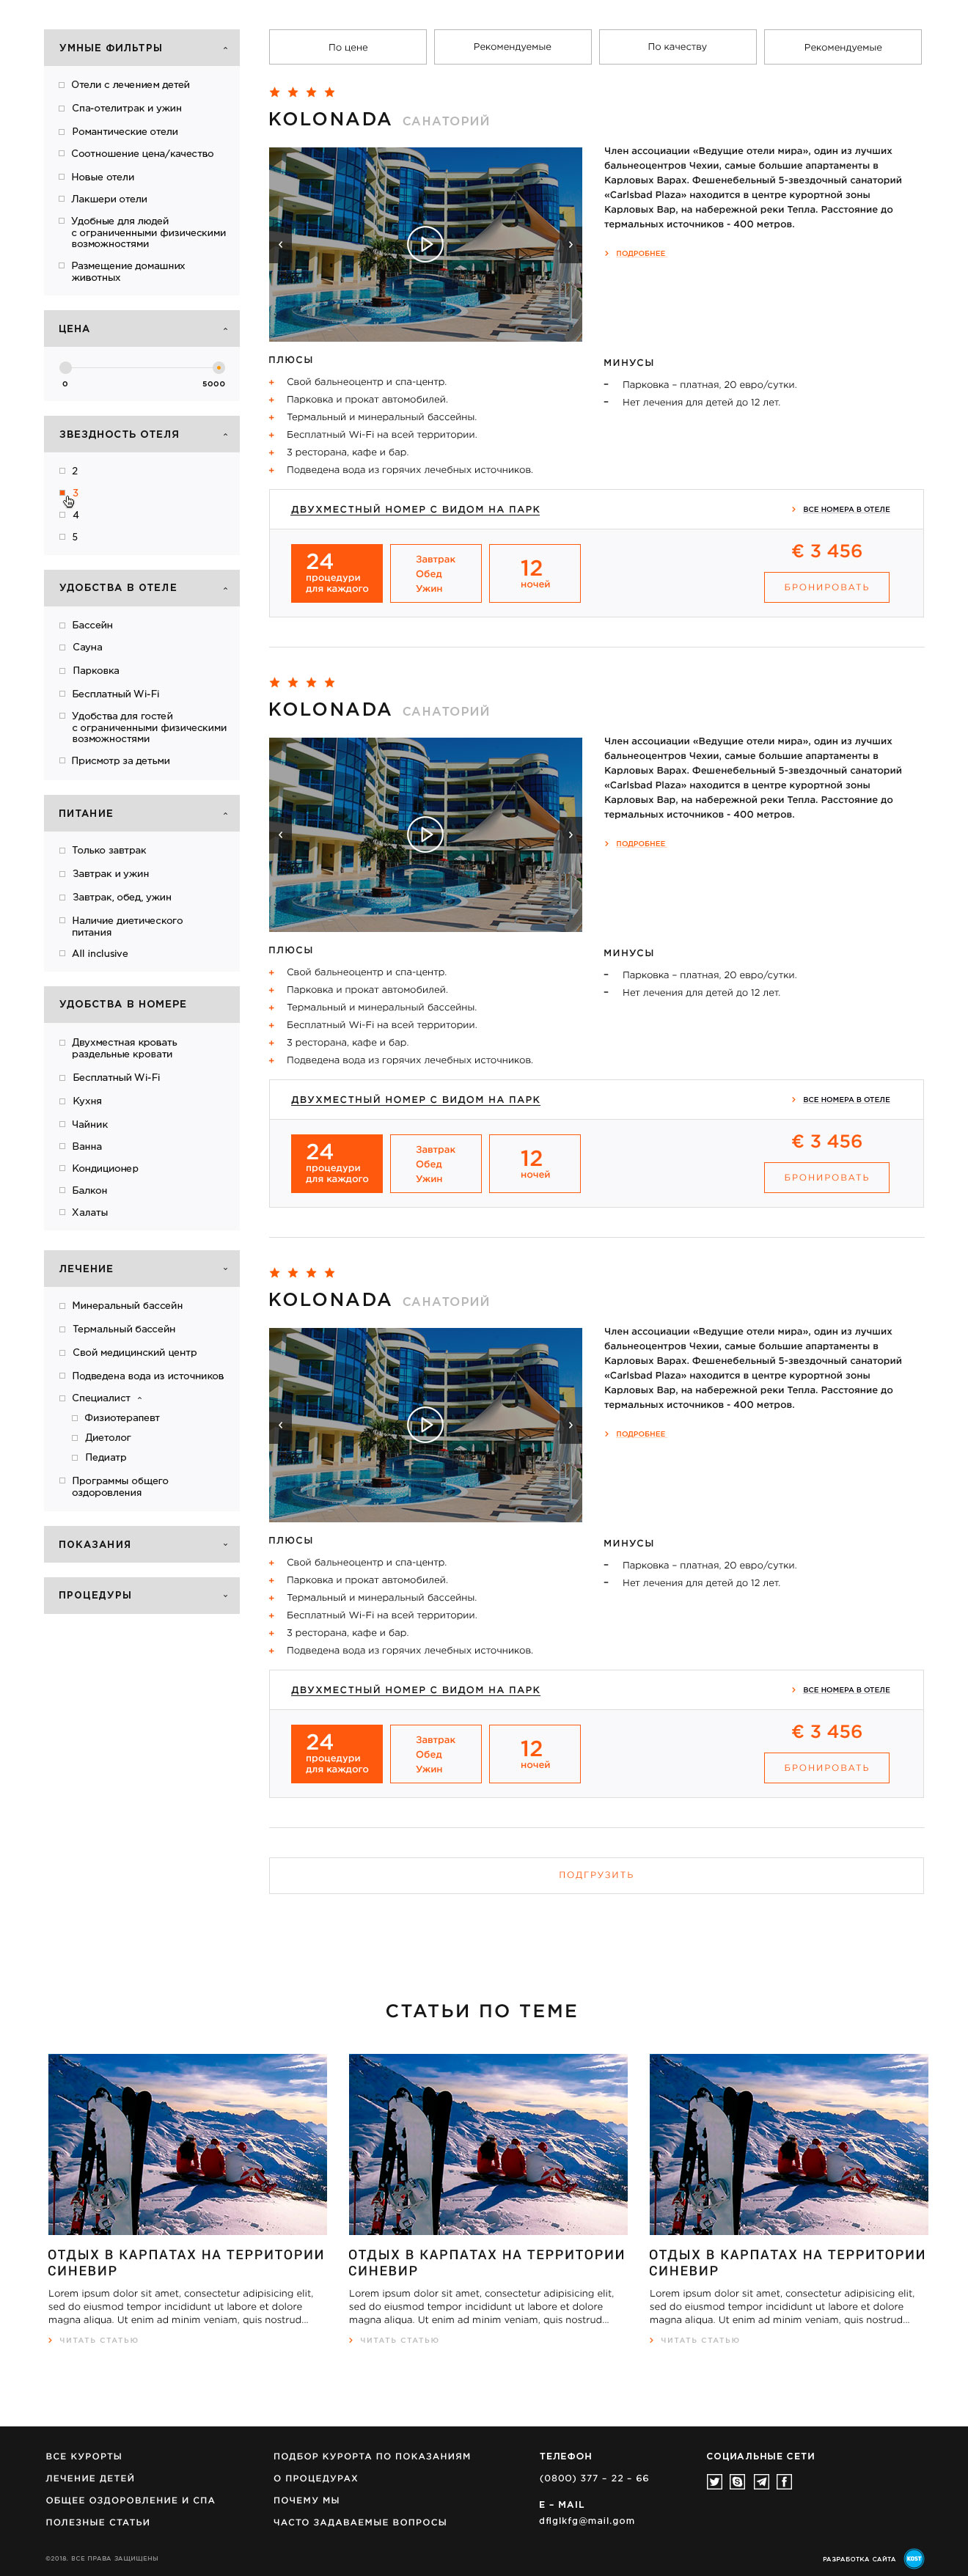 УМНЫЕ ФИЛЬТРЫ
Отели с лечением детей
Спа-отелитрак и ужин
Романтические отели
Соотношение цена/качество
Новые отели
Лакшери отели
Удобные для людей
с ограниченными физическими
возможностями
Размещение домашних
животных
ЦЕНА
0 5000
ЗВЕЗДНОСТЬ ОТЕЛЯ
2
3
4
5
УДОБСТВА В ОТЕЛЕ
Бассейн
Сауна
Парковка
Бесплатный Wi-Fi
Удобства для гостей
с ограниченными физическими
возможностями
Присмотр за детьми
ПИТАНИЕ
Только завтрак
Завтрак и ужин
Завтрак, обед, ужин
Наличие диетического
питания
All inclusive
УДОБСТВА В НОМЕРЕ
Двухместная кровать
раздельные кровати
Бесплатный Wi-Fi
Кухня
Чайник
Ванна
Кондиционер
Балкон
Халаты
ЛЕЧЕНИЕ
Минеральный бассейн
Термальный бассейн
Свой медицинский центр
Подведена вода из источников
Специалист
Физиотерапевт
Диетолог
Педиатр
Программы общего
оздоровления
ПОКАЗАНИЯ
ПРОЦЕДУРЫ
По цене Рекомендуемые По качеству Рекомендуемые
KOLONADA САНАТОРИЙ
Член ассоциации «Ведущие отели мира», один из лучших
бальнеоцентров Чехии, самые большие апартаменты в
Карловых Варах. Фешенебельный 5-звездочный санаторий
«Carlsbad Plaza» находится в центре курортной зоны
Карловых Вар, на набережной реки Тепла. Расстояние до
термальных источников - 400 метров.
ПОДРОБНЕЕ
ПЛЮСЫ
+ Свой бальнеоцентр и спа-центр.
+ Парковка и прокат автомобилей.
+ Термальный и минеральный бассейны.
+ Бесплатный Wi-Fi на всей территории.
+ 3 ресторана, кафе и бар.
+ Подведена вода из горячих лечебных источников.
МИНУСЫ
– Парковка – платная, 20 евро/сутки.
– Нет лечения для детей до 12 лет.
ДВУХМЕСТНЫЙ НОМЕР С ВИДОМ НА ПАРК
ВСЕ НОМЕРА В ОТЕЛЕ
24
процедури
для каждого
Завтрак
Обед
Ужин
12
ночей
€ 3 456
БРОНИРОВАТЬ
KOLONADA САНАТОРИЙ
Член ассоциации «Ведущие отели мира», один из лучших
бальнеоцентров Чехии, самые большие апартаменты в
Карловых Варах. Фешенебельный 5-звездочный санаторий
«Carlsbad Plaza» находится в центре курортной зоны
Карловых Вар, на набережной реки Тепла. Расстояние до
термальных источников - 400 метров.
ПОДРОБНЕЕ
ПЛЮСЫ
+ Свой бальнеоцентр и спа-центр.
+ Парковка и прокат автомобилей.
+ Термальный и минеральный бассейны.
+ Бесплатный Wi-Fi на всей территории.
+ 3 ресторана, кафе и бар.
+ Подведена вода из горячих лечебных источников.
МИНУСЫ
– Парковка – платная, 20 евро/сутки.
– Нет лечения для детей до 12 лет.
ДВУХМЕСТНЫЙ НОМЕР С ВИДОМ НА ПАРК
ВСЕ НОМЕРА В ОТЕЛЕ
24
процедури
для каждого
Завтрак
Обед
Ужин
12
ночей
€ 3 456
БРОНИРОВАТЬ
KOLONADA САНАТОРИЙ
Член ассоциации «Ведущие отели мира», один из лучших
бальнеоцентров Чехии, самые большие апартаменты в
Карловых Варах. Фешенебельный 5-звездочный санаторий
«Carlsbad Plaza» находится в центре курортной зоны
Карловых Вар, на набережной реки Тепла. Расстояние до
термальных источников - 400 метров.
ПОДРОБНЕЕ
ПЛЮСЫ
+ Свой бальнеоцентр и спа-центр.
+ Парковка и прокат автомобилей.
+ Термальный и минеральный бассейны.
+ Бесплатный Wi-Fi на всей территории.
+ 3 ресторана, кафе и бар.
+ Подведена вода из горячих лечебных источников.
МИНУСЫ
– Парковка – платная, 20 евро/сутки.
– Нет лечения для детей до 12 лет.
ДВУХМЕСТНЫЙ НОМЕР С ВИДОМ НА ПАРК
ВСЕ НОМЕРА В ОТЕЛЕ
24
процедури
для каждого
Завтрак
Обед
Ужин
12
ночей
€ 3 456
БРОНИРОВАТЬ
ПОДГРУЗИТЬ
СТАТЬИ ПО ТЕМЕ
ОТДЫХ В КАРПАТАХ НА ТЕРРИТОРИИ
СИНЕВИР
Lorem ipsum dolor sit amet, consectetur adipisicing elit,
sed do eiusmod tempor incididunt ut labore et dolore
magna aliqua. Ut enim ad minim veniam, quis nostrud...
ЧИТАТЬ СТАТЬЮ
ОТДЫХ В КАРПАТАХ НА ТЕРРИТОРИИ
СИНЕВИР
Lorem ipsum dolor sit amet, consectetur adipisicing elit,
sed do eiusmod tempor incididunt ut labore et dolore
magna aliqua. Ut enim ad minim veniam, quis nostrud...
ЧИТАТЬ СТАТЬЮ
ОТДЫХ В КАРПАТАХ НА ТЕРРИТОРИИ
СИНЕВИР
Lorem ipsum dolor sit amet, consectetur adipisicing elit,
sed do eiusmod tempor incididunt ut labore et dolore
magna aliqua. Ut enim ad minim veniam, quis nostrud...
ЧИТАТЬ СТАТЬЮ
ВСЕ КУРОРТЫ
ЛЕЧЕНИЕ ДЕТЕЙ
ОБЩЕЕ ОЗДОРОВЛЕНИЕ И СПА
ПОЛЕЗНЫЕ СТАТЬИ
ПОДБОР КУРОРТА ПО ПОКАЗАНИЯМ
О ПРОЦЕДУРАХ
ПОЧЕМУ МЫ
ЧАСТО ЗАДАВАЕМЫЕ ВОПРОСЫ
ТЕЛЕФОН
(0800) 377 – 22 – 66
E – MAIL
dflglkfg@mail.gom
СОЦИАЛЬНЫЕ СЕТИ
©2018. ВСЕ ПРАВА ЗАЩИЩЕНЫ
РАЗРАБОТКА САЙТА
KOST